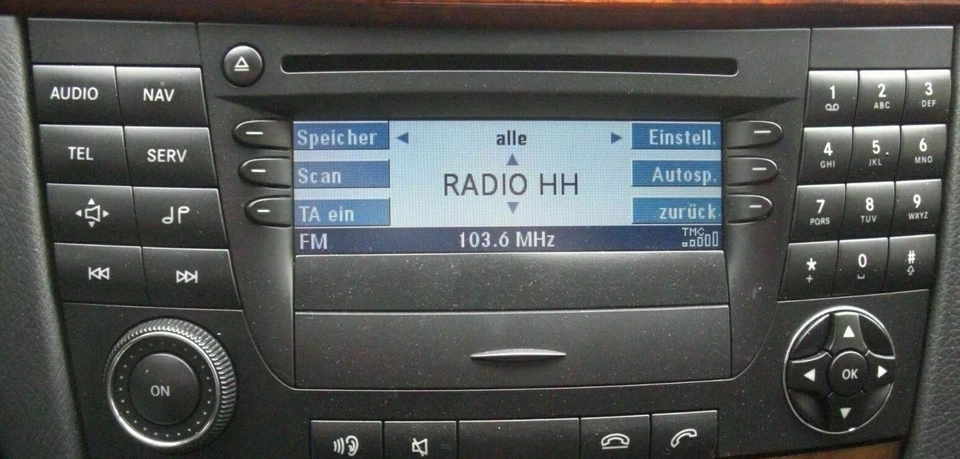 AUDIO NAV
TEL SERV
ON
Speicher alle Einstell.
Scan RADIO HH Autosp.
TA ein zurück
FM 103.6 MHz TMC
1 2 ABC 3 DEF
4 GHI 5 JKL 6 MNO
7 PQRS 8 TUV 9 WXYZ
* + 0 #
OK